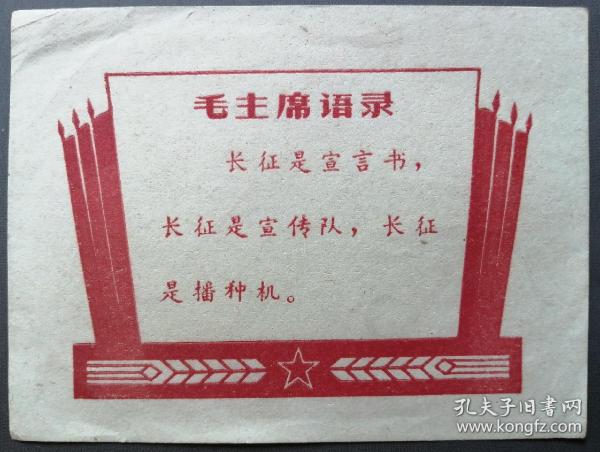 毛主席语录
长征是宣言书，
长征是宣传队，长征
是播种机。
孔夫子旧书网
www.kongfz.com